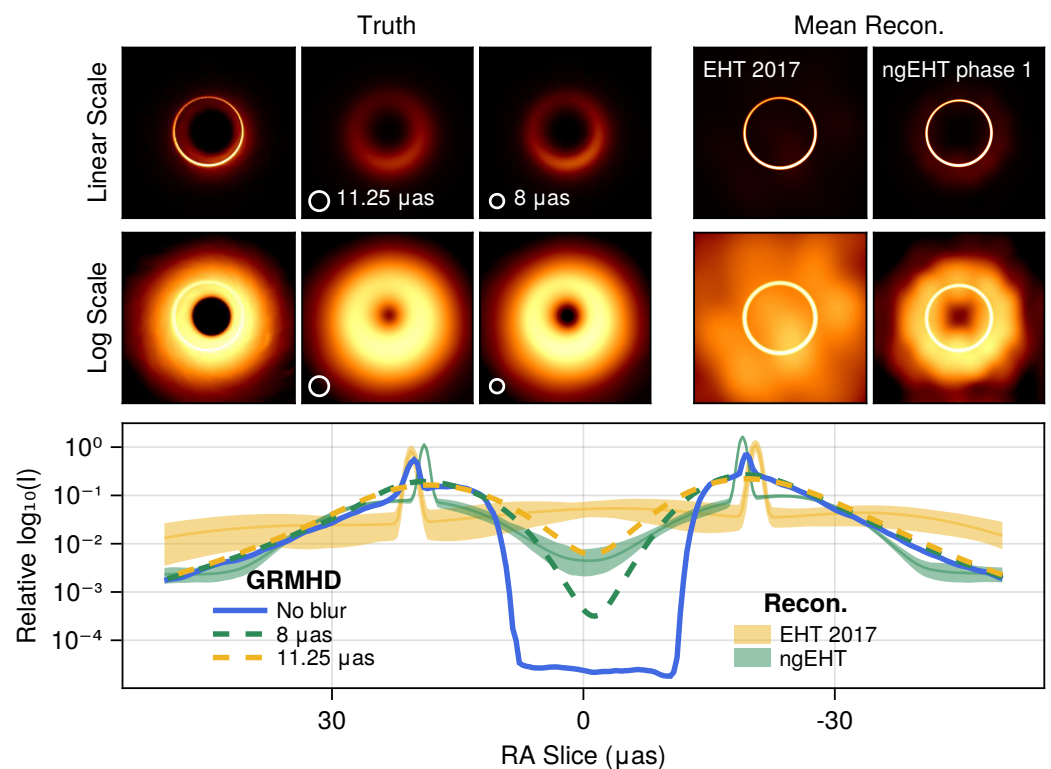 Truth
Mean Recon.
Linear Scale
11.25 µas
8 µas
EHT 2017
ngEHT phase 1
Log Scale
Relative log₁₀(I)
10⁰
10⁻¹
10⁻²
10⁻³
10⁻⁴
GRMHD
No blur
8 µas
11.25 µas
Recon.
EHT 2017
ngEHT
30
0
-30
RA Slice (µas)